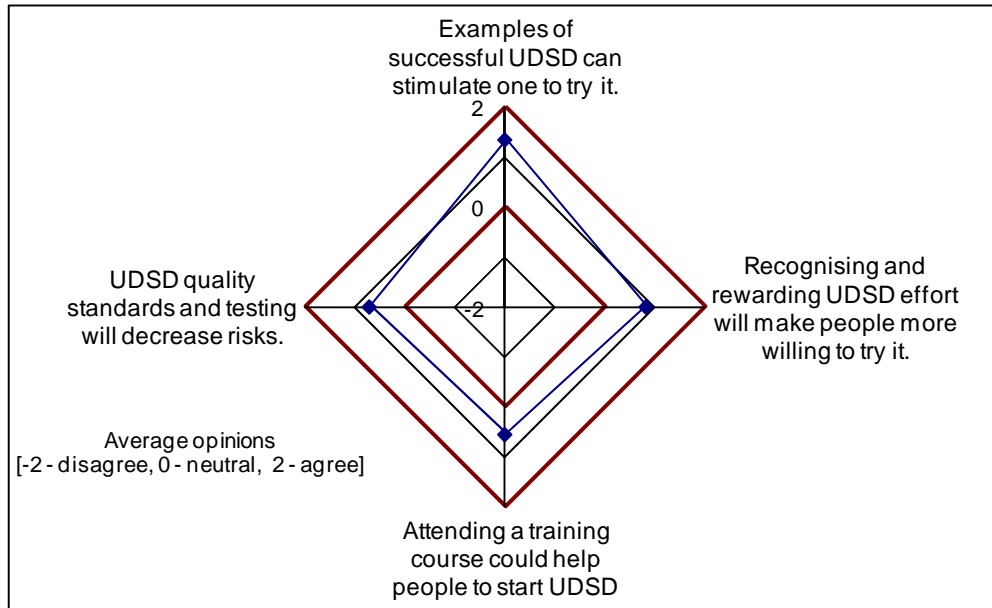 Examples of
successful UDSD can
stimulate one to try it.
2
0
-2
UDSD quality
standards and testing
will decrease risks.
Recognising and
rewarding UDSD effort
will make people more
willing to try it.
Average opinions
[-2 - disagree, 0 - neutral, 2 - agree]
Attending a training
course could help
people to start UDSD